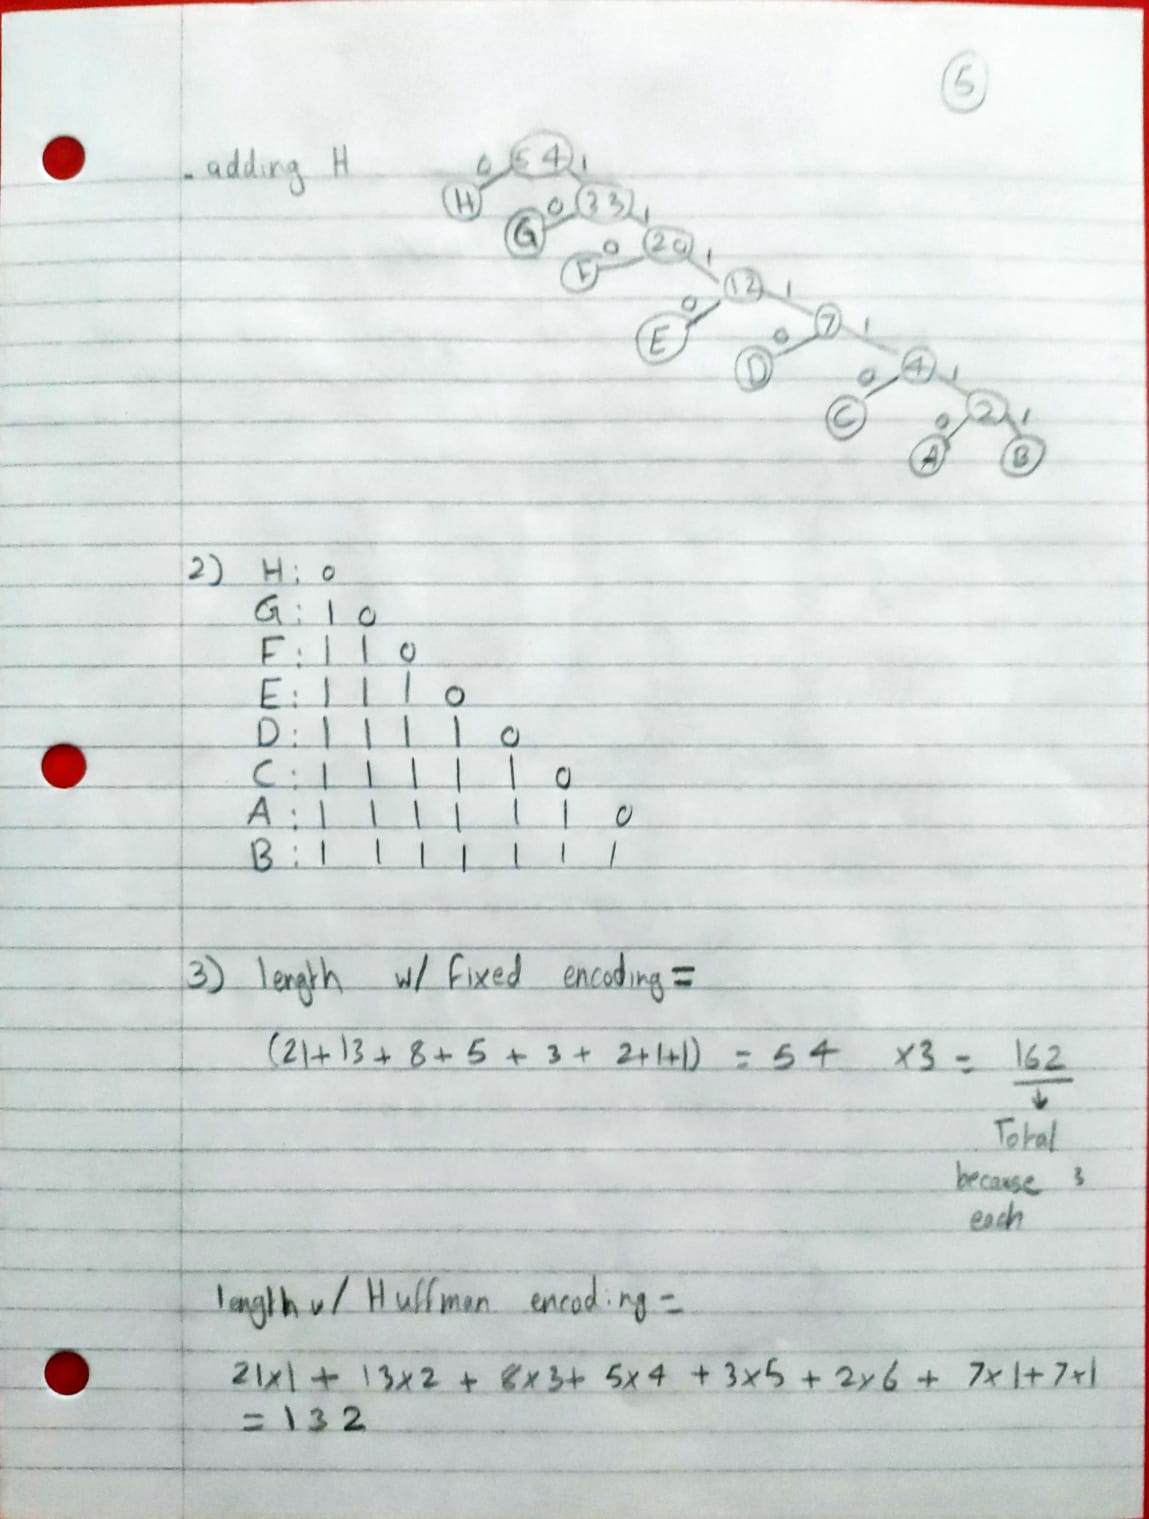 5
- adding H
0 54 1
H 0 33 1
G 0 20 1
F 12 1
0 7 1
E 0 4 1
D 0 2 1
C 0
A B
2) H: 0
G: 1 0
F: 1 1 0
E: 1 1 1 0
D: 1 1 1 1 0
C: 1 1 1 1 1 0
A: 1 1 1 1 1 1 0
B: 1 1 1 1 1 1 1
3) length w/ fixed encoding =
(21+13+8+5+3+2+1+1) = 54 x3 = 162
↓
Total
because 3
each
length w/ Huffman encoding =
21x1 + 13x2 + 8x3+ 5x4 + 3x5 + 2x6 + 7x1+7x1
= 132